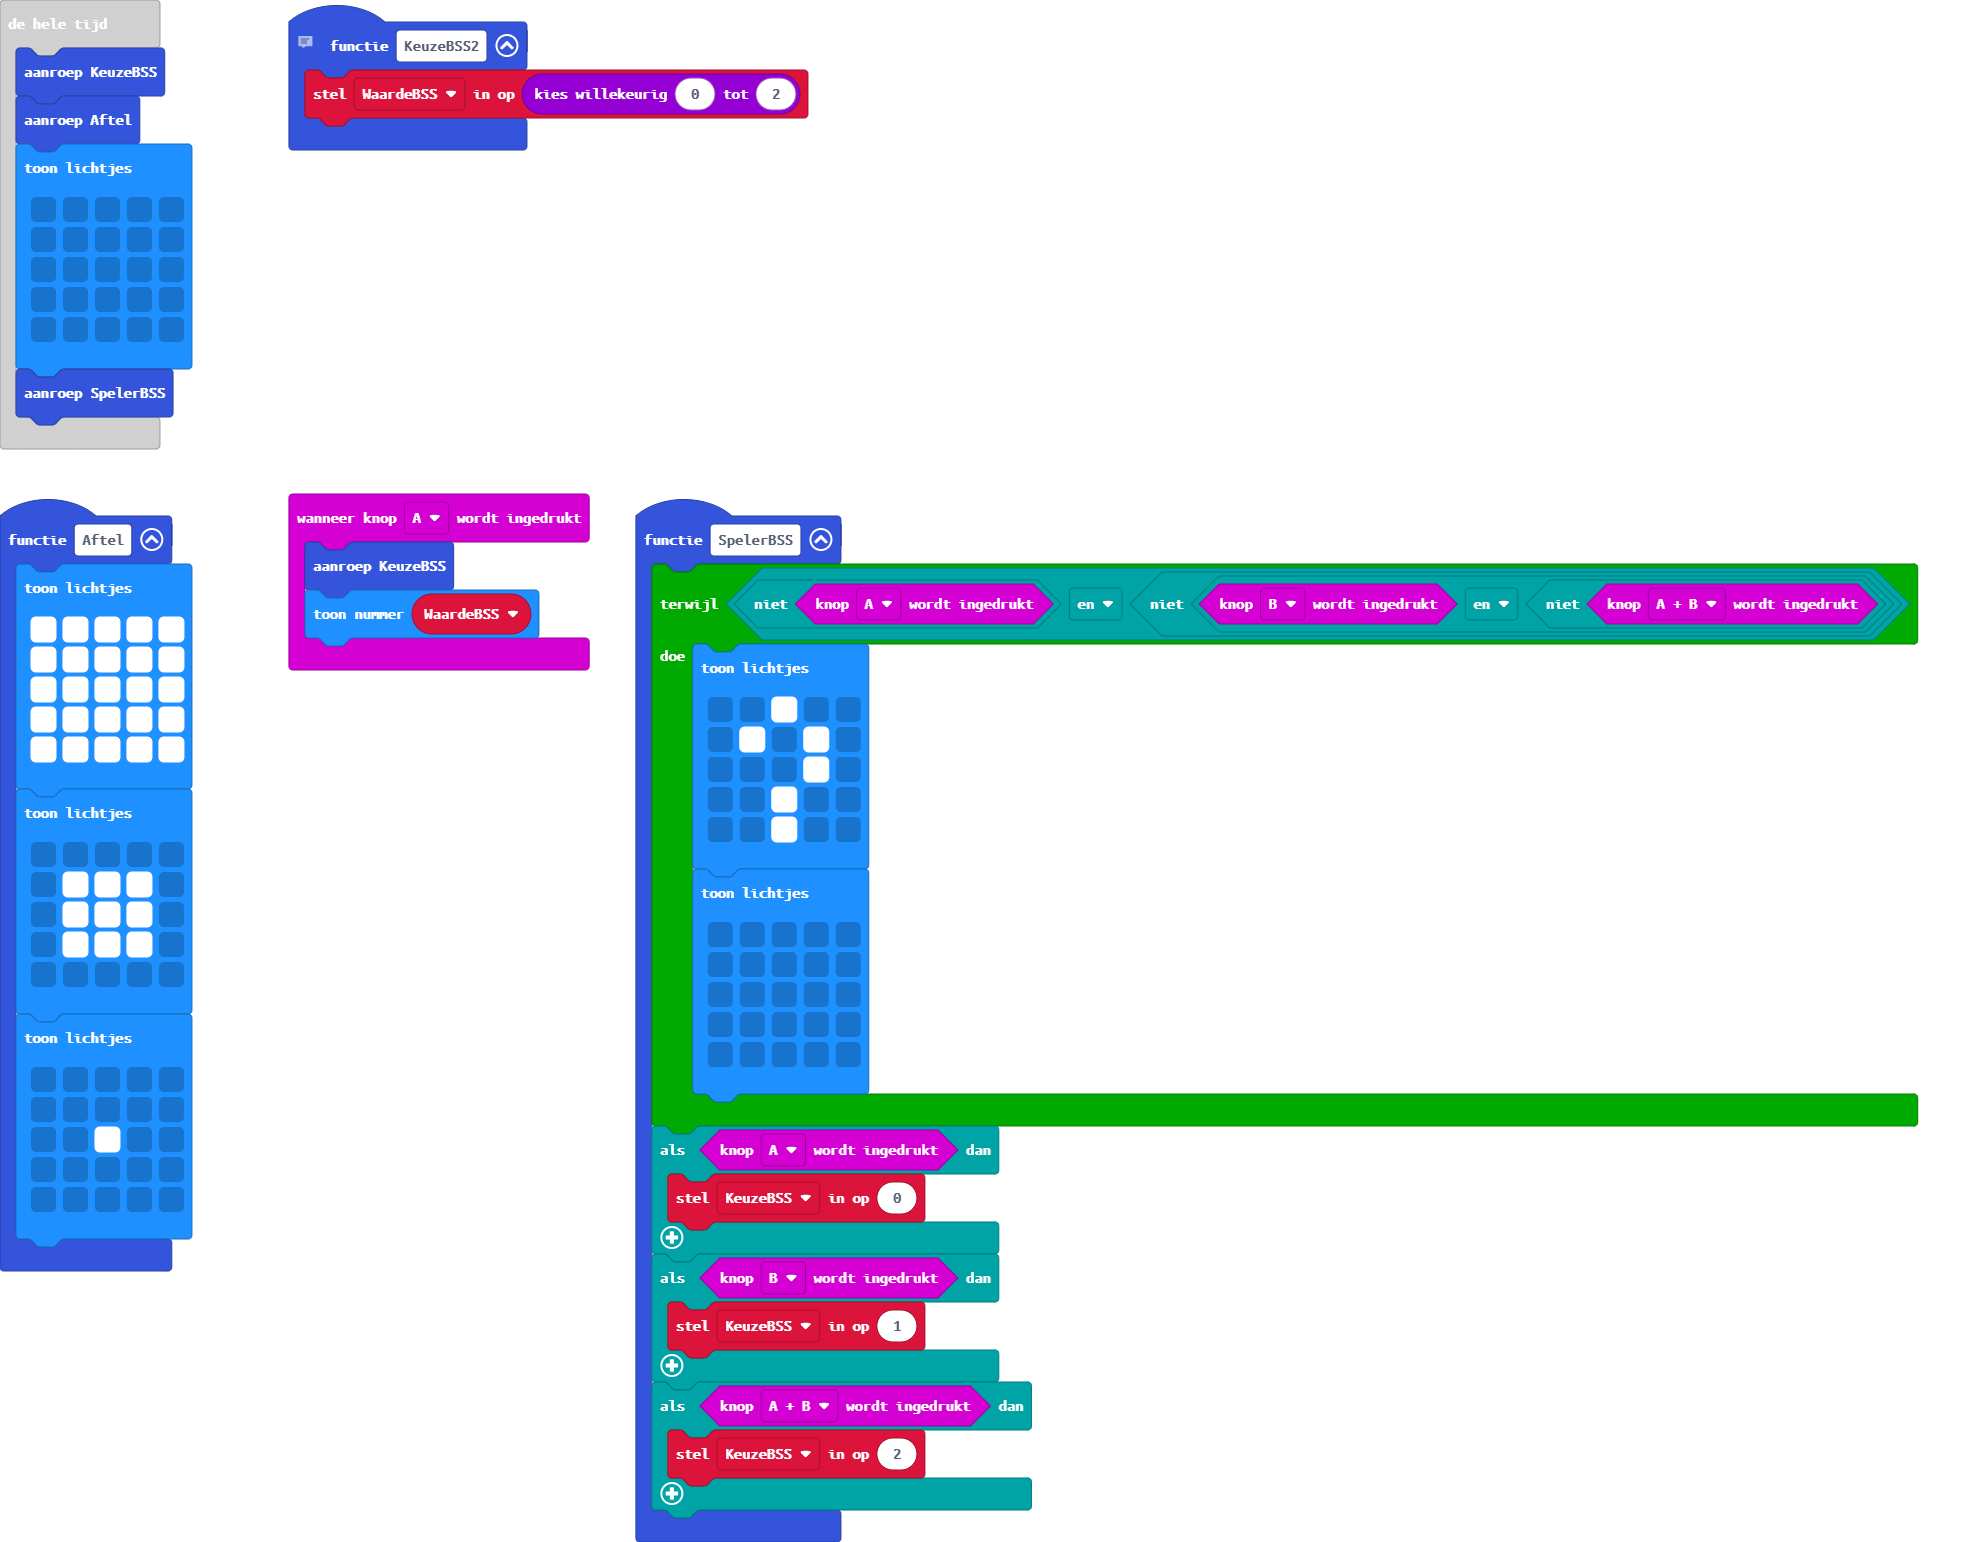 de hele tijd
aanroep KeuzeBSS
aanroep Aftel
toon lichtjes
aanroep SpelerBSS
functie KeuzeBSS2
stel WaardeBSS in op kies willekeurig 0 tot 2
functie Aftel
toon lichtjes
toon lichtjes
toon lichtjes
wanneer knop A wordt ingedrukt
aanroep KeuzeBSS
toon nummer WaardeBSS
functie SpelerBSS
terwijl niet knop A wordt ingedrukt en niet knop B wordt ingedrukt en niet knop A + B wordt ingedrukt
doe
toon lichtjes
toon lichtjes
als knop A wordt ingedrukt dan
stel KeuzeBSS in op 0
als knop B wordt ingedrukt dan
stel KeuzeBSS in op 1
als knop A + B wordt ingedrukt dan
stel KeuzeBSS in op 2